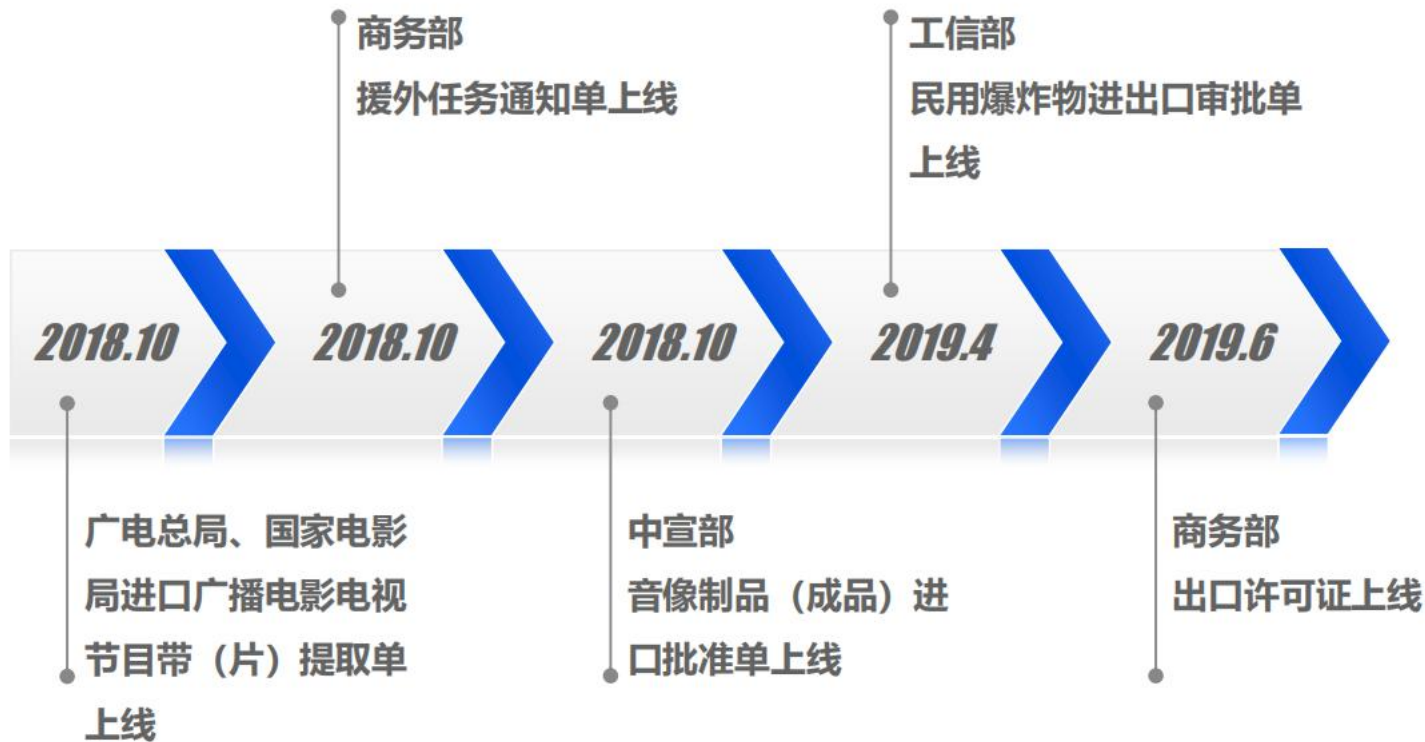 商务部
援外任务通知单上线
工信部
民用爆炸物进出口审批单
上线
2018.10
2018.10
2018.10
2019.4
2019.6
广电总局、国家电影
局进口广播电影电视
节目带（片）提取单
上线
中宣部
音像制品（成品）进
口批准单上线
商务部
出口许可证上线